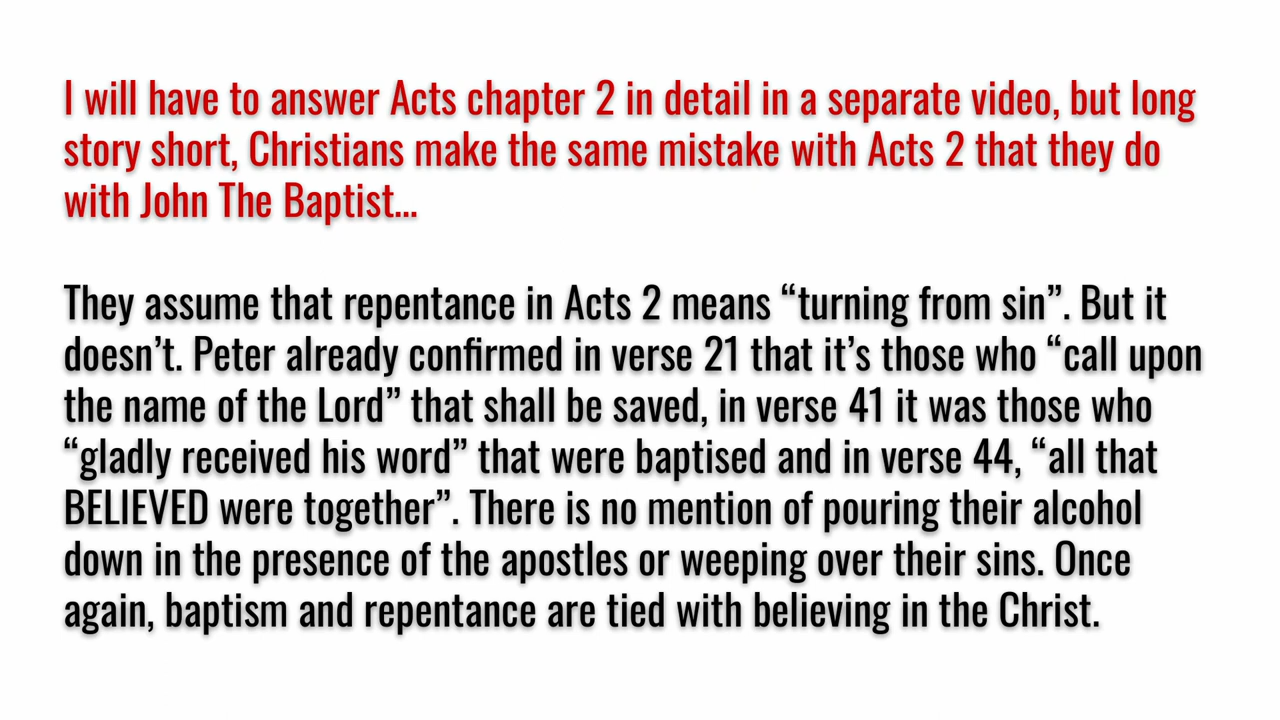 I will have to answer Acts chapter 2 in detail in a separate video, but long
story short, Christians make the same mistake with Acts 2 that they do
with John The Baptist...
They assume that repentance in Acts 2 means “turning from sin”. But it
doesn’t. Peter already confirmed in verse 21 that it’s those who “call upon
the name of the Lord” that shall be saved, in verse 41 it was those who
“gladly received his word” that were baptised and in verse 44, “all that
BELIEVED were together”. There is no mention of pouring their alcohol
down in the presence of the apostles or weeping over their sins. Once
again, baptism and repentance are tied with believing in the Christ.